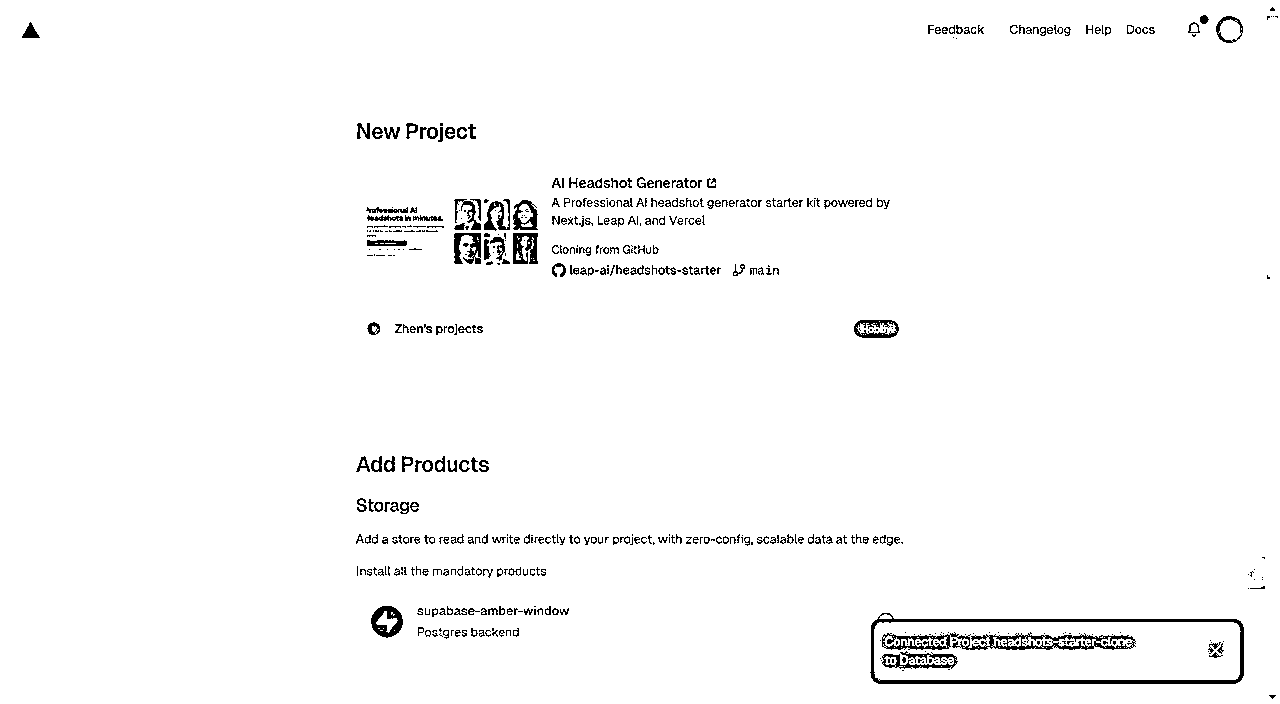 Feedback
Changelog
Help
Docs
New Project
Professional AI
headshots in minutes.
AI Headshot Generator
A Professional AI headshot generator starter kit powered by
Next.js, Leap AI, and Vercel
Cloning from GitHub
leap-ai/headshots-starter main
Zhen's projects
Hobby
Add Products
Storage
Add a store to read and write directly to your project, with zero-config, scalable data at the edge.
Install all the mandatory products
supabase-amber-window
Postgres backend
Connected Project headshots-starter-clone
to Database